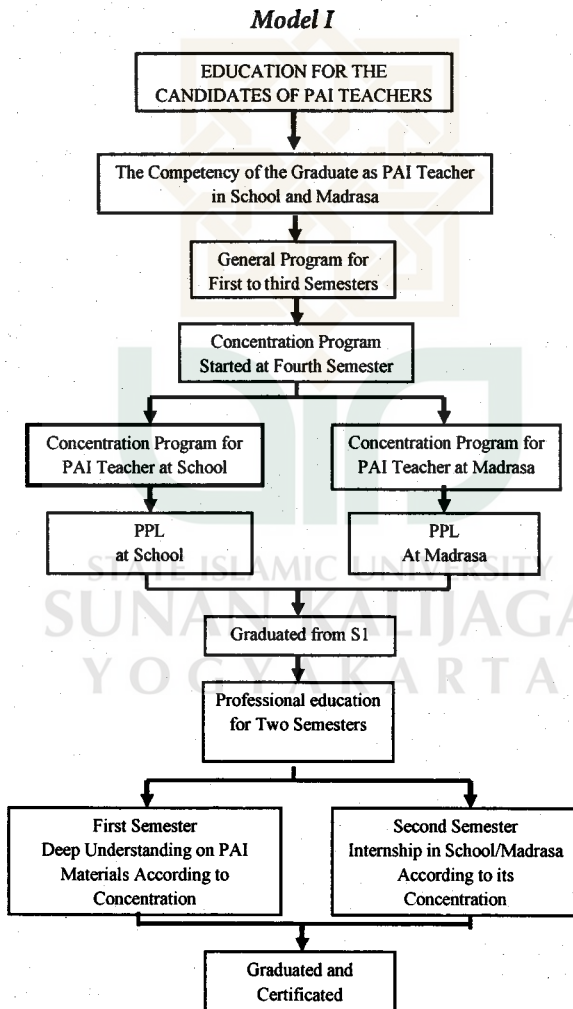 Model I
EDUCATION FOR THE
CANDIDATES OF PAI TEACHERS
The Competency of the Graduate as PAI Teacher
in School and Madrasa
General Program for
First to third Semesters
Concentration Program
Started at Fourth Semester
Concentration Program for
PAI Teacher at School
Concentration Program for
PAI Teacher at Madrasa
PPL
at School
PPL
At Madrasa
STATE ISLAMIC UNIVERSITY
SUNAN KALIJAGA
YOGYAKARTA
Graduated from S1
Professional education
for Two Semesters
First Semester
Deep Understanding on PAI
Materials According to
Concentration
Second Semester
Internship in School/Madrasa
According to its
Concentration
Graduated and
Certificated